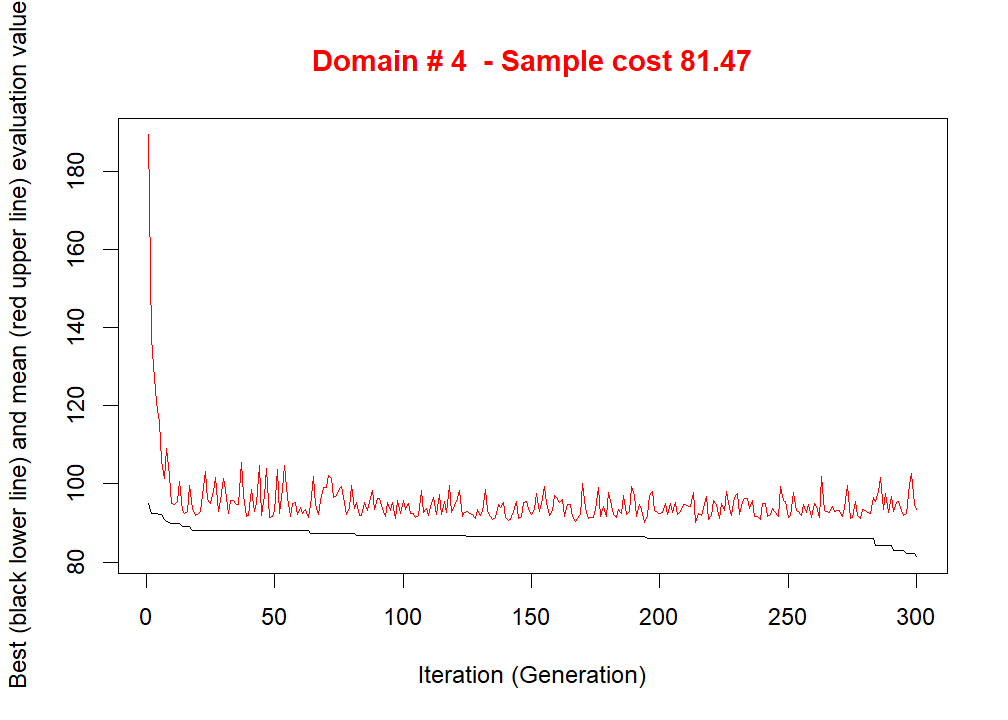 Domain # 4  - Sample cost 81.47
Best (black lower line) and mean (red upper line) evaluation value
180
160
140
120
100
80
0 50 100 150 200 250 300
Iteration (Generation)